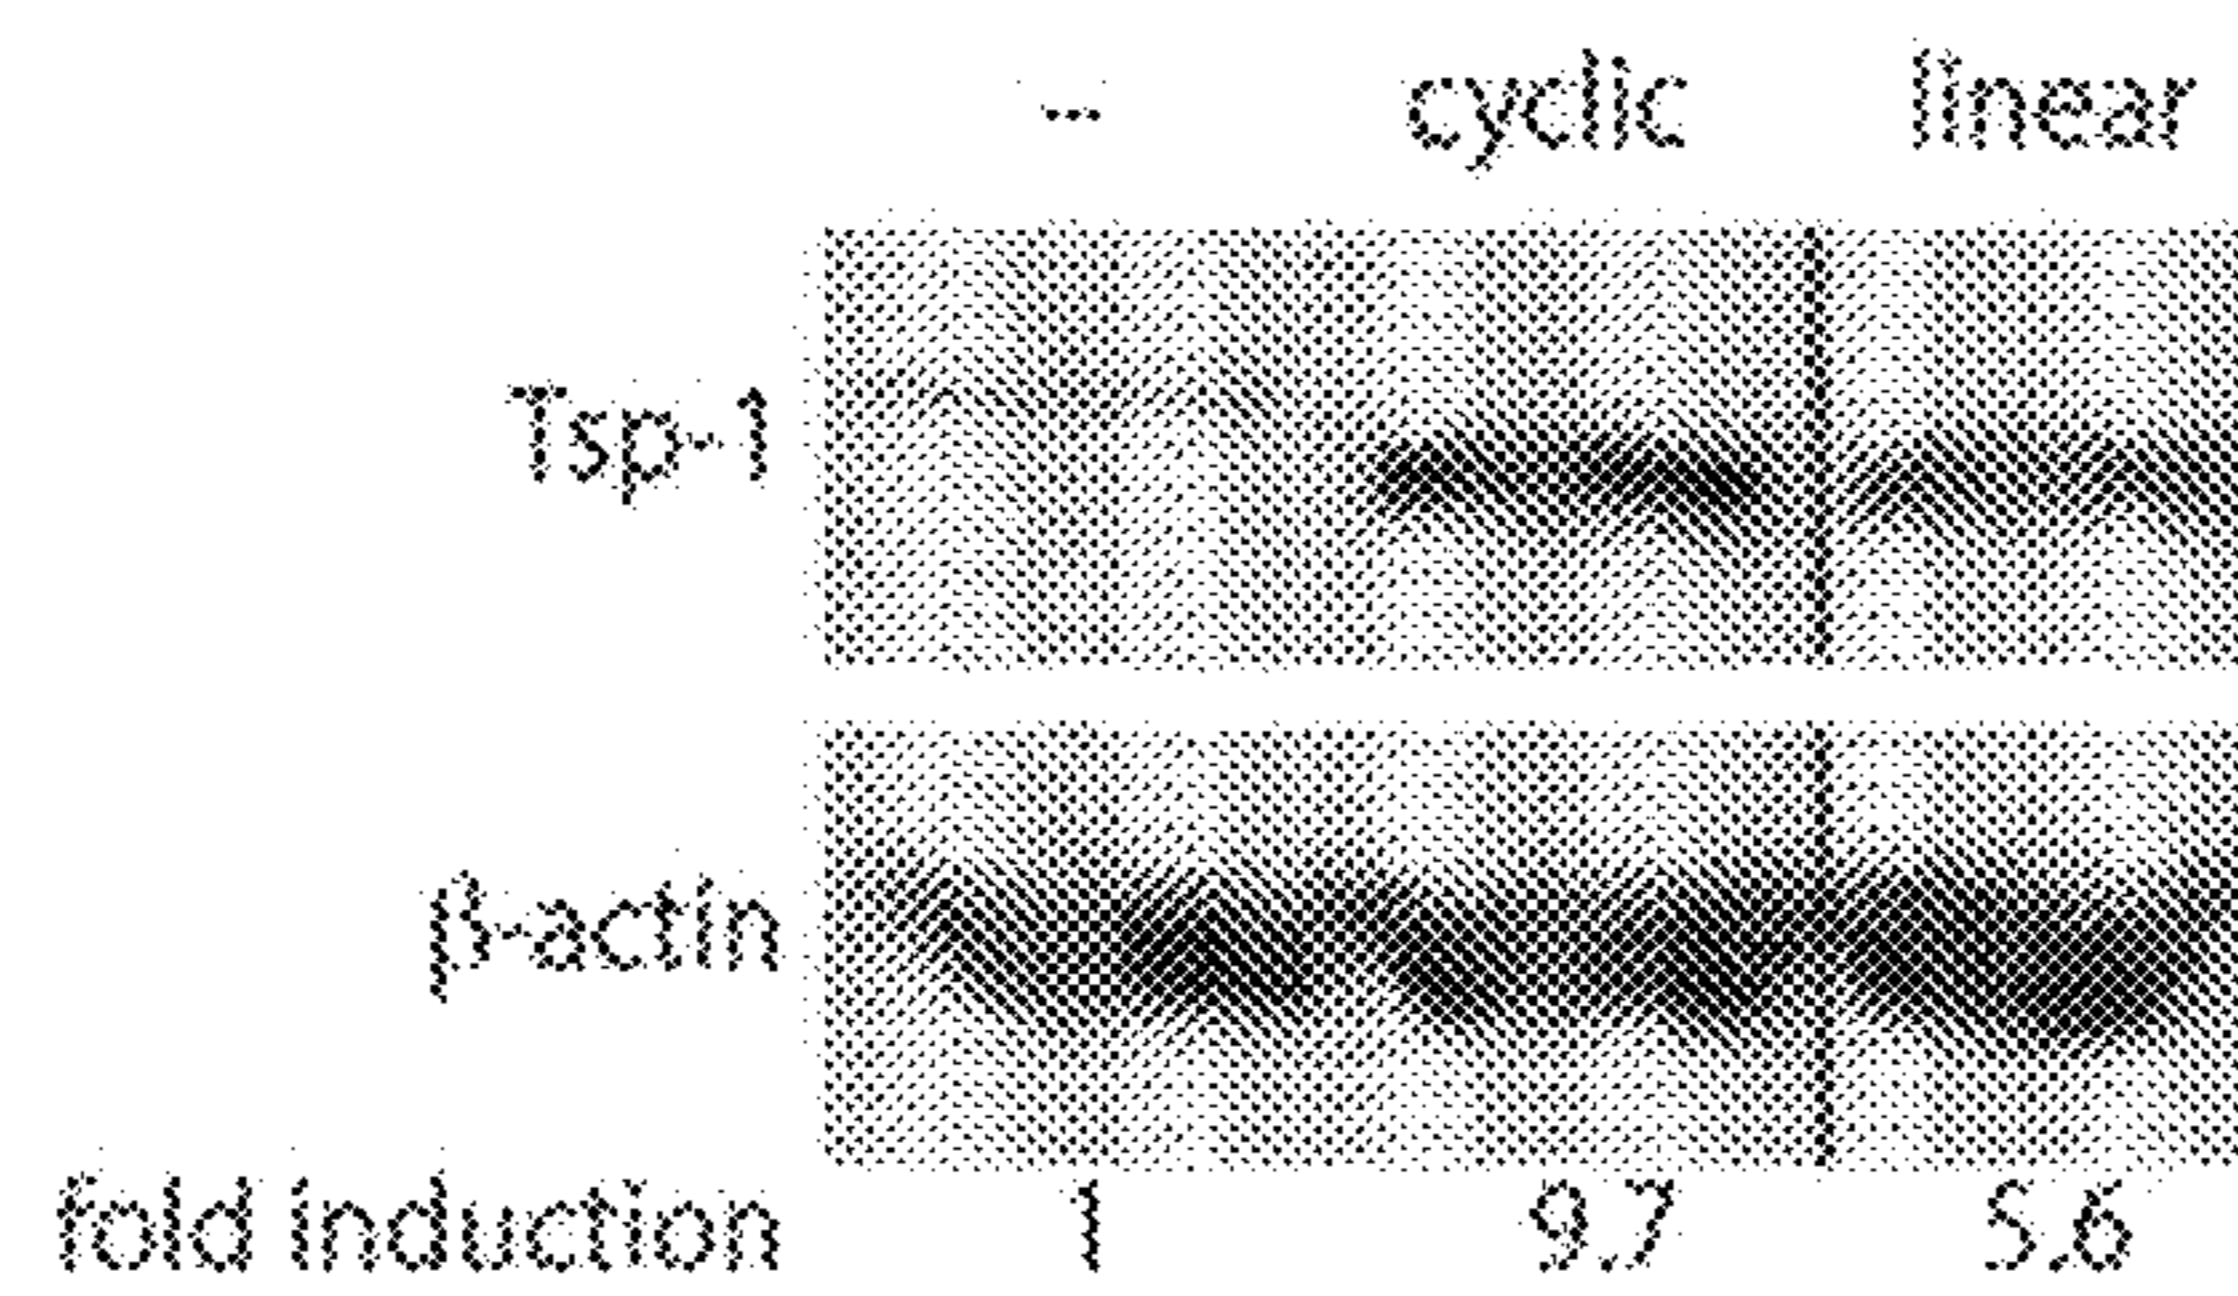 -- cyclic linear
Tsp-1
β-actin
fold induction 1 9.7 5.6